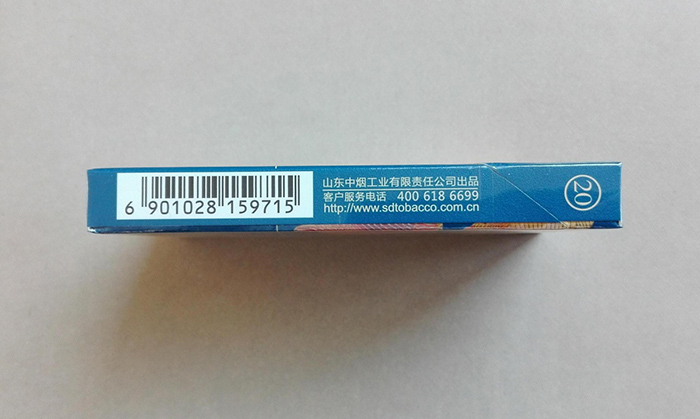 6 901028 159715
山东中烟工业有限责任公司出品
客户服务电话 400 618 6699
http://www.sdtobacco.com.cn
20